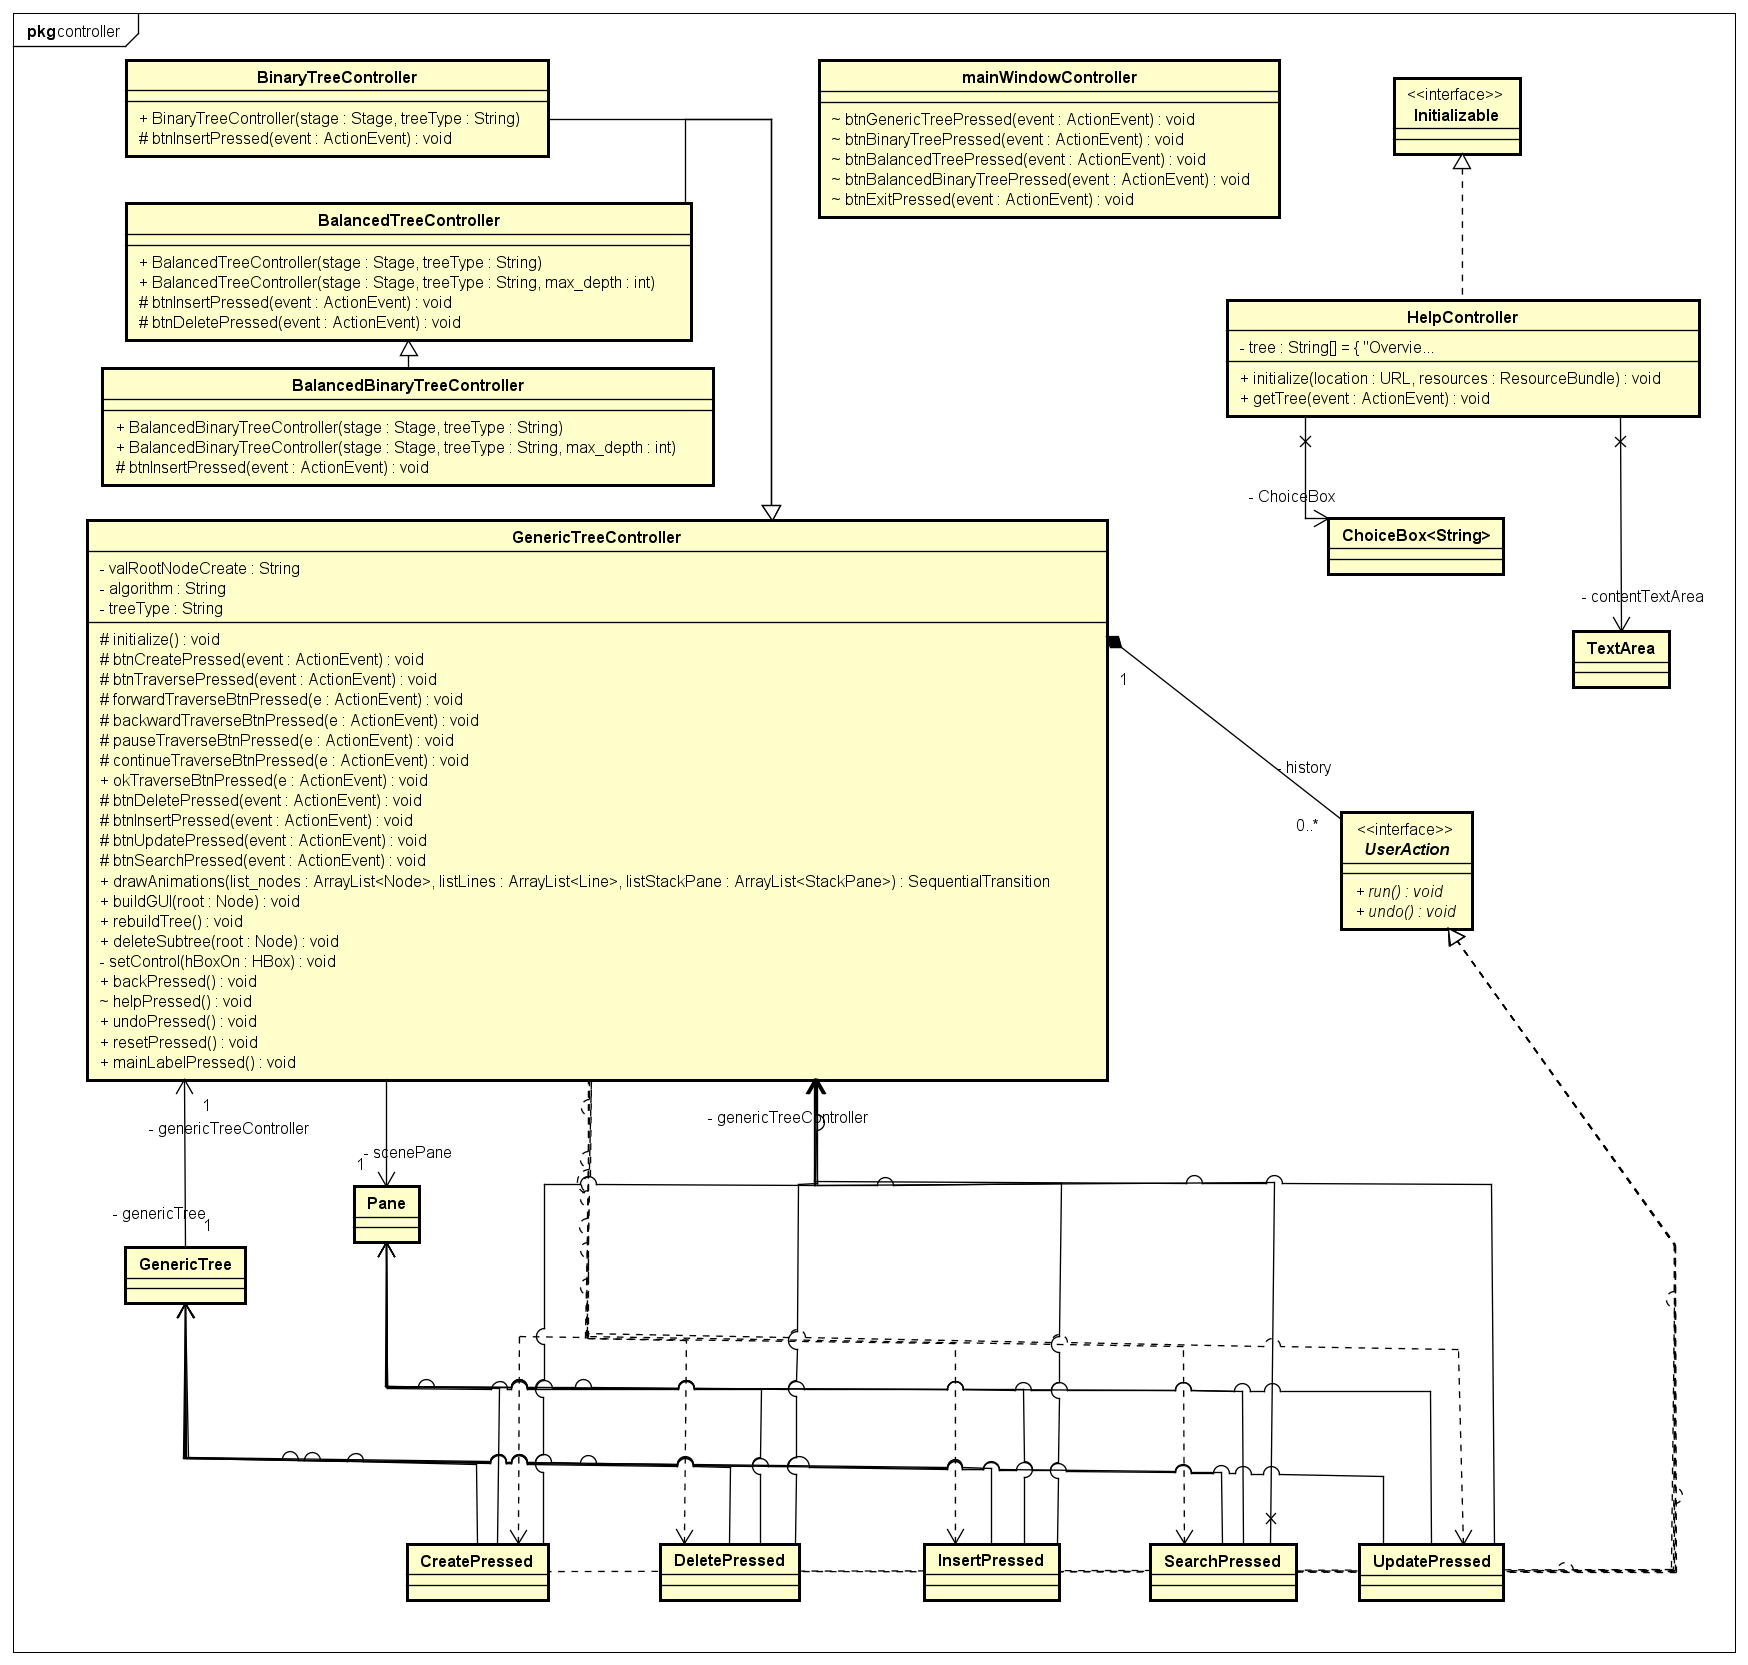 pkg controller
BinaryTreeController
+ BinaryTreeController(stage : Stage, treeType : String)
# btnInsertPressed(event : ActionEvent) : void
mainWindowController
~ btnGenericTreePressed(event : ActionEvent) : void
~ btnBinaryTreePressed(event : ActionEvent) : void
~ btnBalancedTreePressed(event : ActionEvent) : void
~ btnBalancedBinaryTreePressed(event : ActionEvent) : void
~ btnExitPressed(event : ActionEvent) : void
<<interface>>
Initializable
BalancedTreeController
+ BalancedTreeController(stage : Stage, treeType : String)
+ BalancedTreeController(stage : Stage, treeType : String, max_depth : int)
# btnInsertPressed(event : ActionEvent) : void
# btnDeletePressed(event : ActionEvent) : void
HelpController
- tree : String[] = { "Overvie...
+ initialize(location : URL, resources : ResourceBundle) : void
+ getTree(event : ActionEvent) : void
BalancedBinaryTreeController
+ BalancedBinaryTreeController(stage : Stage, treeType : String)
+ BalancedBinaryTreeController(stage : Stage, treeType : String, max_depth : int)
# btnInsertPressed(event : ActionEvent) : void
- ChoiceBox
ChoiceBox<String>
- contentTextArea
TextArea
GenericTreeController
- valRootNodeCreate : String
- algorithm : String
- treeType : String
# initialize() : void
# btnCreatePressed(event : ActionEvent) : void
# btnTraversePressed(event : ActionEvent) : void
# forwardTraverseBtnPressed(e : ActionEvent) : void
# backwardTraverseBtnPressed(e : ActionEvent) : void
# pauseTraverseBtnPressed(e : ActionEvent) : void
# continueTraverseBtnPressed(e : ActionEvent) : void
+ okTraverseBtnPressed(e : ActionEvent) : void
# btnDeletePressed(event : ActionEvent) : void
# btnInsertPressed(event : ActionEvent) : void
# btnUpdatePressed(event : ActionEvent) : void
# btnSearchPressed(event : ActionEvent) : void
+ drawAnimations(list_nodes : ArrayList<Node>, listLines : ArrayList<Line>, listStackPane : ArrayList<StackPane>) : SequentialTransition
+ buildGUI(root : Node) : void
+ rebuildTree() : void
+ deleteSubtree(root : Node) : void
- setControl(hBoxOn : HBox) : void
+ backPressed() : void
~ helpPressed() : void
+ undoPressed() : void
+ resetPressed() : void
+ mainLabelPressed() : void
1
- history
0..*
<<interface>>
UserAction
+ run() : void
+ undo() : void
1
- genericTreeController
- genericTreeController
- scenePane
1
Pane
- genericTree
1
GenericTree
CreatePressed
DeletePressed
InsertPressed
SearchPressed
UpdatePressed